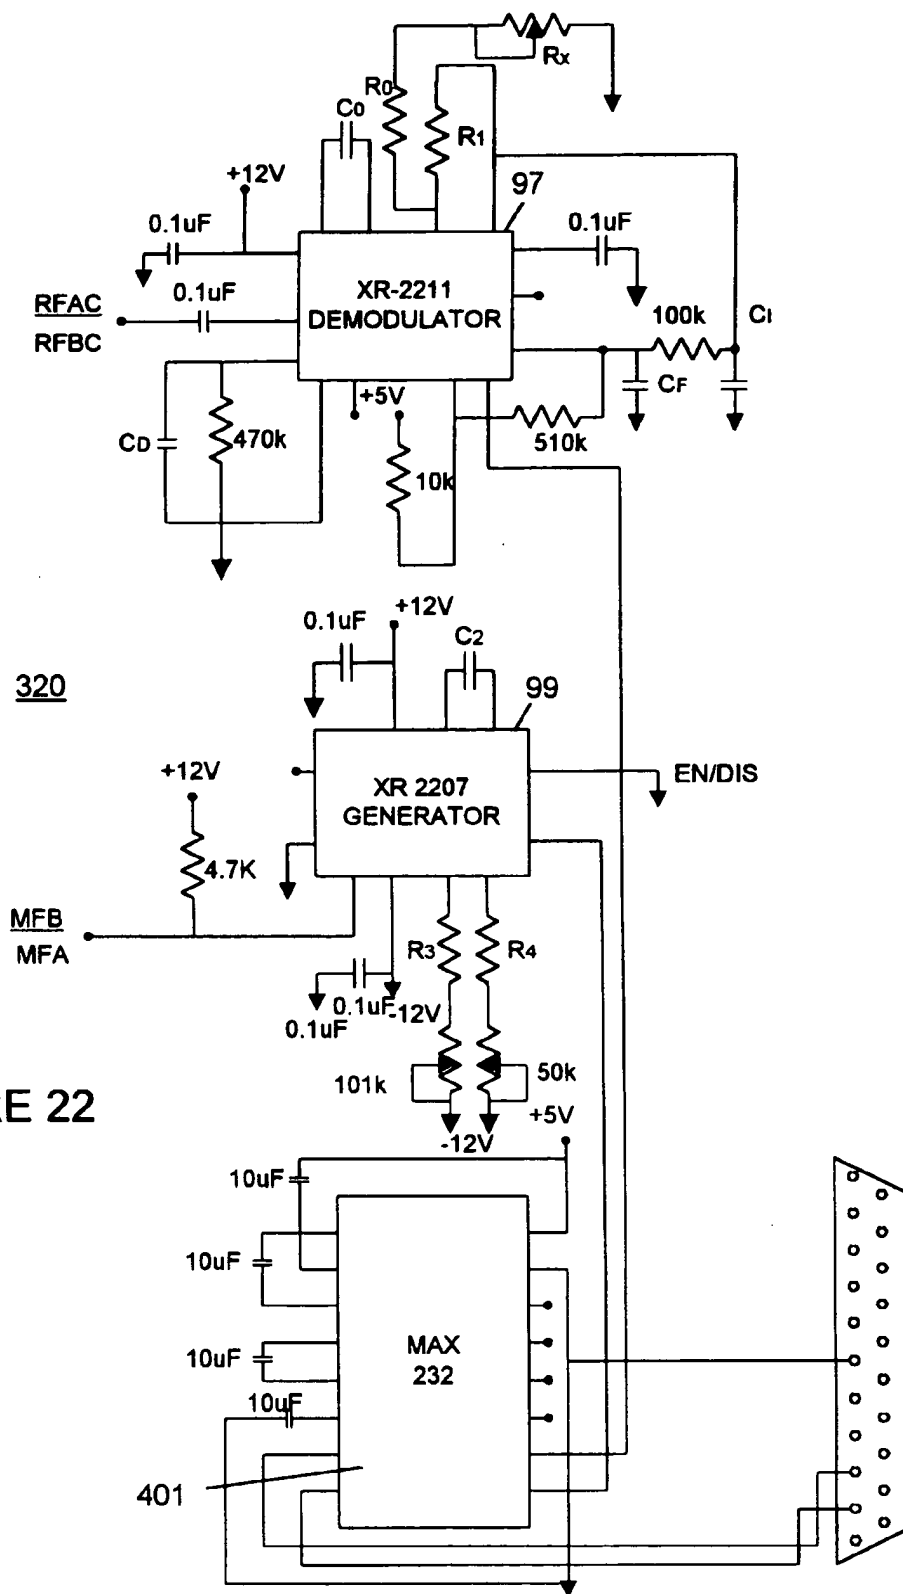 Rx
R0
C0
R1
+12V
97
0.1uF
0.1uF
RFAC
0.1uF
XR-2211
DEMODULATOR
100k
CI
RFBC
+5V
CF
CD
470k
510k
10k
0.1uF
+12V
C2
320
99
+12V
XR 2207
GENERATOR
EN/DIS
4.7K
MFB
MFA
R3
R4
0.1uF
-12V
0.1uF
101k
50k
E 22
+5V
-12V
10uF
10uF
MAX
232
10uF
10uF
401